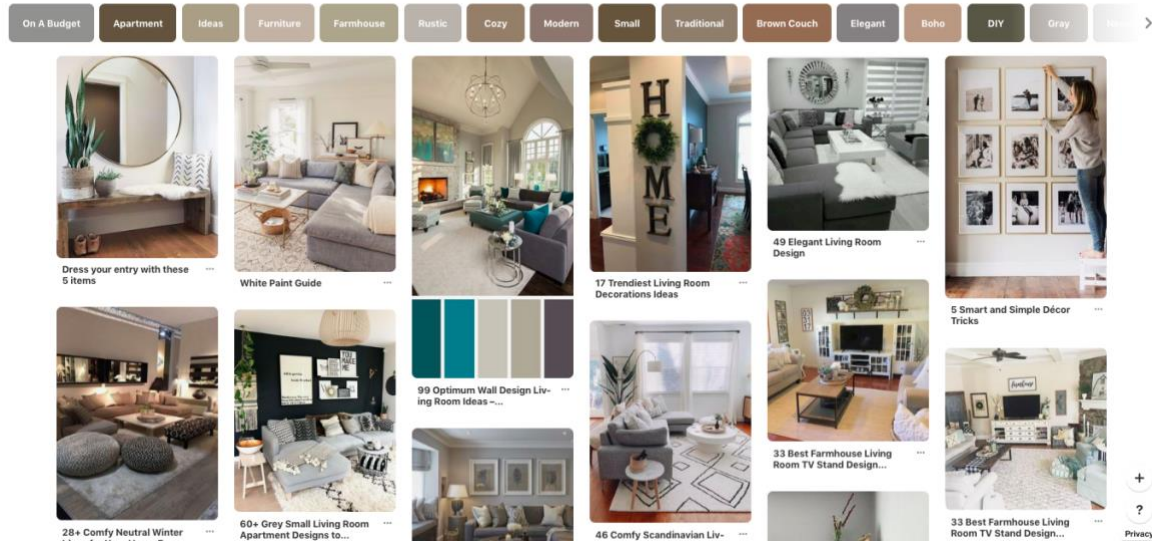 On A Budget
Apartment
Ideas
Furniture
Farmhouse
Rustic
Cozy
Modern
Small
Traditional
Brown Couch
Elegant
Boho
DIY
Gray
Dress your entry with these
5 items
White Paint Guide
99 Optimum Wall Design Liv-
ing Room Ideas –...
HOME
17 Trendiest Living Room
Decorations Ideas
49 Elegant Living Room
Design
5 Smart and Simple Décor
Tricks
28+ Comfy Neutral Winter
60+ Grey Small Living Room
Apartment Designs to...
46 Comfy Scandinavian Liv-
33 Best Farmhouse Living
Room TV Stand Design...
33 Best Farmhouse Living
Room TV Stand Design...
+
?
Privacy